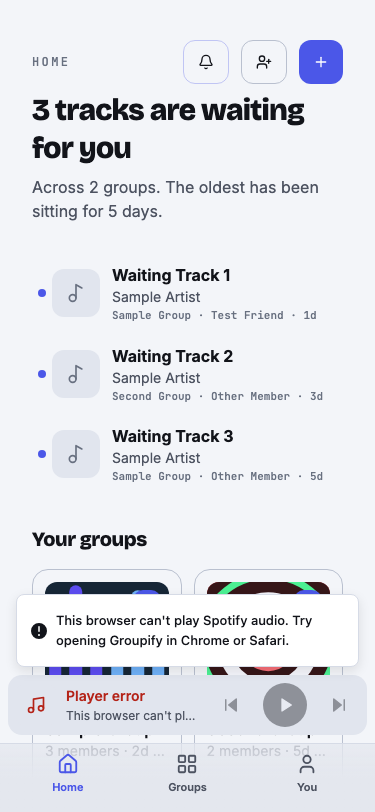 HOME
3 tracks are waiting
for you
Across 2 groups. The oldest has been
sitting for 5 days.
Waiting Track 1
Sample Artist
Sample Group · Test Friend · 1d
Waiting Track 2
Sample Artist
Second Group · Other Member · 3d
Waiting Track 3
Sample Artist
Sample Group · Other Member · 5d
Your groups
This browser can't play Spotify audio. Try
opening Groupify in Chrome or Safari.
Player error
This browser can't pl...
3 members · 2d ...
2 members · 5d ...
Home
Groups
You